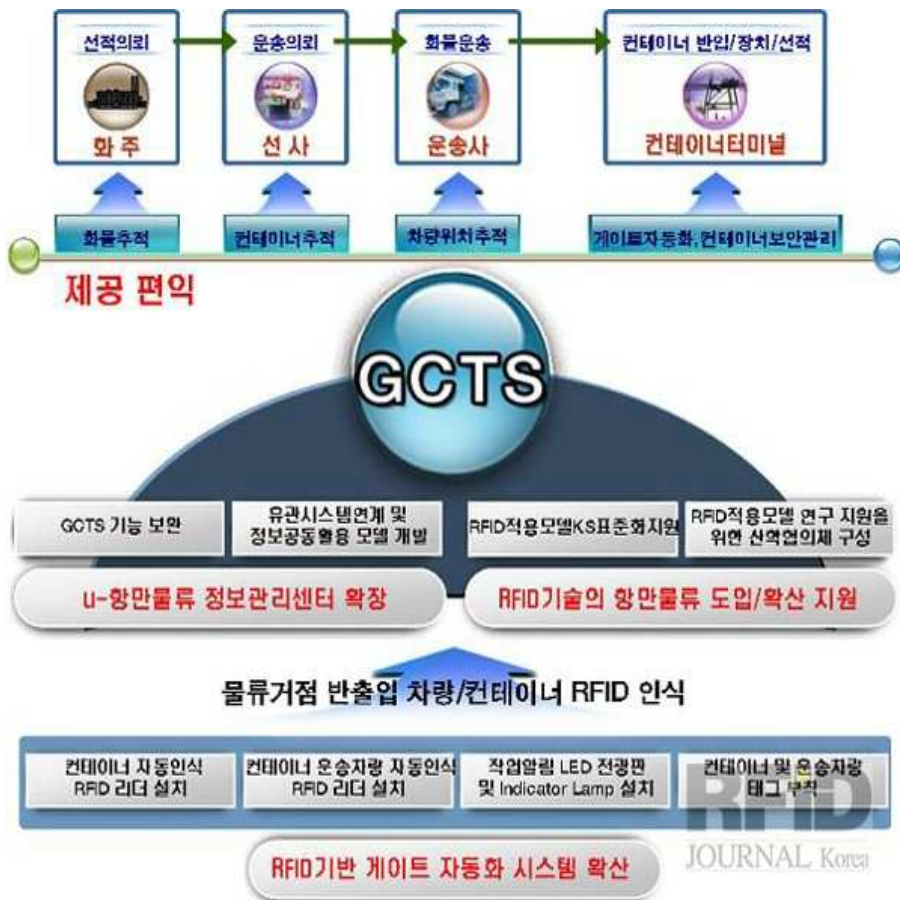 선적의뢰
화주
운송의뢰
선사
화물운송
운송사
컨테이너 반입/장치/선적
컨테이너터미널
화물추적
컨테이너추적
차량위치추적
게이트자동화,컨테이너보안관리
제공 편익
GCTS
GCTS 기능 보완
유관시스템연계 및
정보공동활용 모델 개발
RFID적용모델KS표준화지원
RFID적용모델 연구 지원을
위한 산학협의체 구성
u-항만물류 정보관리센터 확장
RFID기술의 항만물류 도입/확산 지원
물류거점 반출입 차량/컨테이너 RFID 인식
컨테이너 자동인식
RFID 리더 설치
컨테이너 운송차량 자동인식
RFID 리더 설치
작업알림 LED 전광판
및 Indicator Lamp 설치
컨테이너 및 운송차량
태그 부착
RFID기반 게이트 자동화 시스템 확산
RFiD
JOURNAL Korea